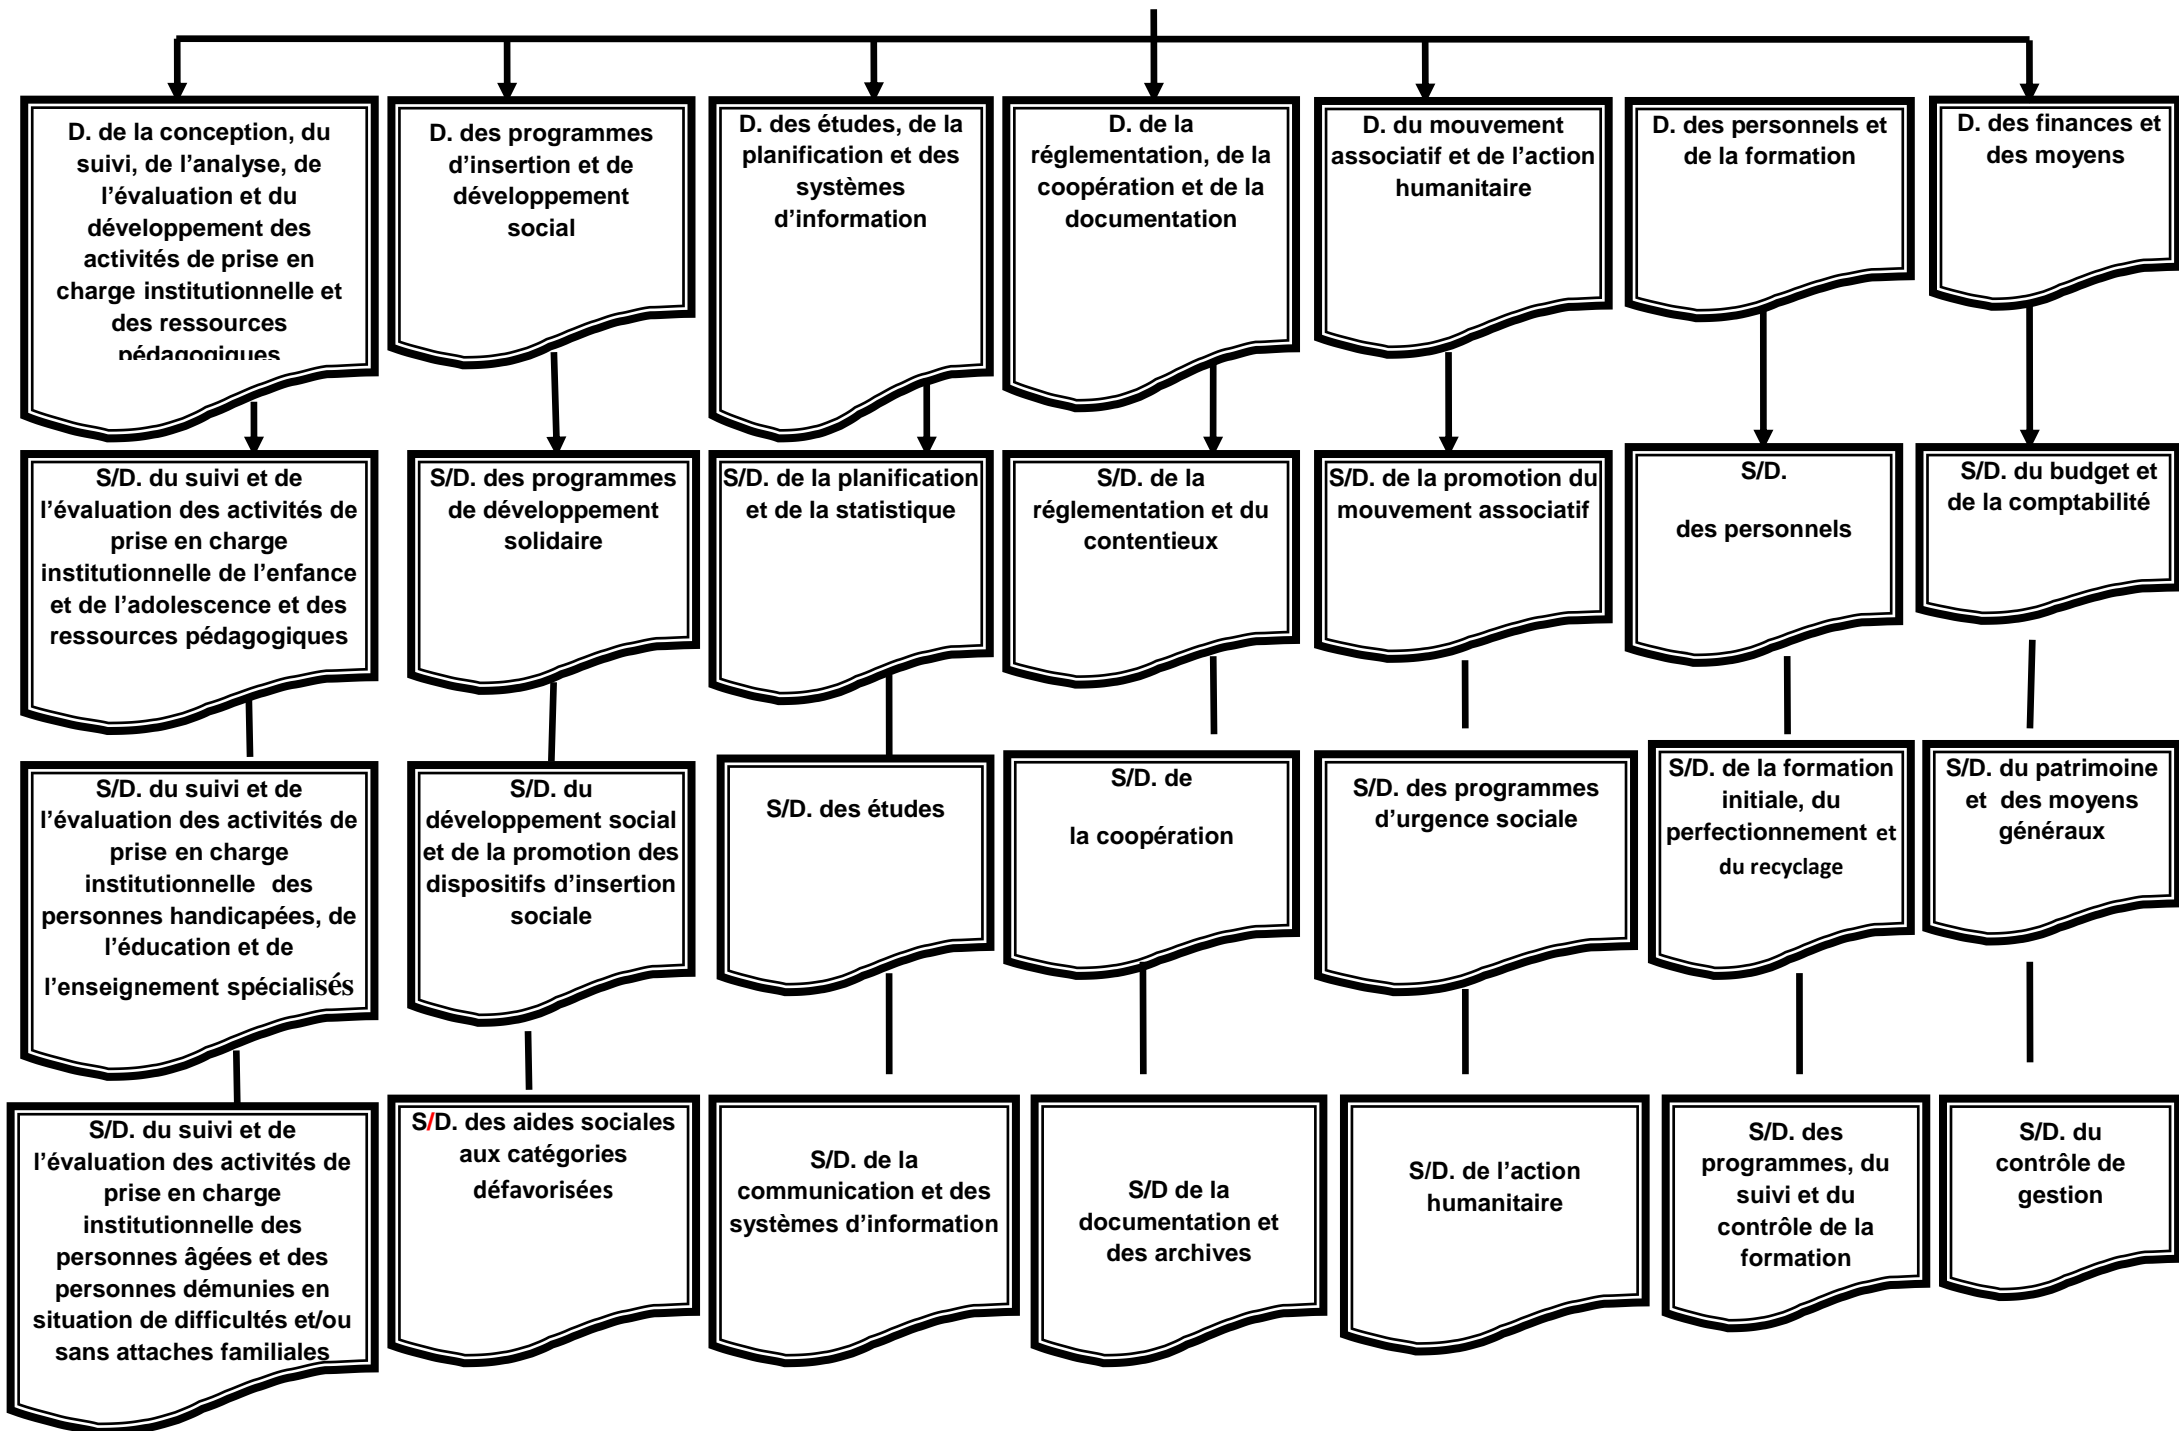 D. de la conception, du
suivi, de l’analyse, de
l’évaluation et du
développement des
activités de prise en
charge institutionnelle et
des ressources
pédagogiques
D. des programmes
d’insertion et de
développement
social
D. des études, de la
planification et des
systèmes
d’information
D. de la
réglementation, de la
coopération et de la
documentation
D. du mouvement
associatif et de l’action
humanitaire
D. des personnels et
de la formation
D. des finances et
des moyens
S/D. du suivi et de
l’évaluation des activités de
prise en charge
institutionnelle de l’enfance
et de l’adolescence et des
ressources pédagogiques
S/D. des programmes
de développement
solidaire
S/D. de la planification
et de la statistique
S/D. de la
réglementation et du
contentieux
S/D. de la promotion du
mouvement associatif
S/D.
des personnels
S/D. du budget et
de la comptabilité
S/D. du suivi et de
l’évaluation des activités de
prise en charge
institutionnelle des
personnes handicapées, de
l’éducation et de
l’enseignement spécialisés
S/D. du
développement social
et de la promotion des
dispositifs d’insertion
sociale
S/D. des études
S/D. de
la coopération
S/D. des programmes
d’urgence sociale
S/D. de la formation
initiale, du
perfectionnement et
du recyclage
S/D. du patrimoine
et des moyens
généraux
S/D. du suivi et de
l’évaluation des activités de
prise en charge
institutionnelle des
personnes âgées et des
personnes démunies en
situation de difficultés et/ou
sans attaches familiales
S/D. des aides sociales
aux catégories
défavorisées
S/D. de la
communication et des
systèmes d’information
S/D de la
documentation et
des archives
S/D. de l’action
humanitaire
S/D. des
programmes, du
suivi et du
contrôle de la
formation
S/D. du
contrôle de
gestion